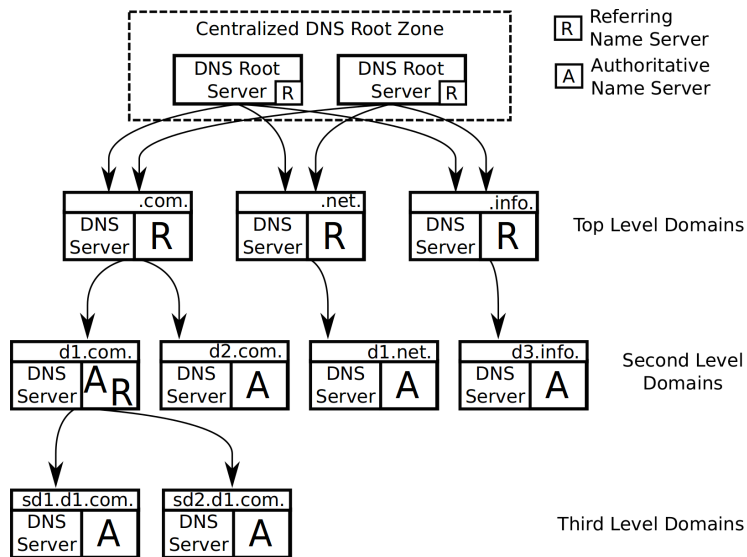 Centralized DNS Root Zone
DNS Root
Server
R
DNS Root
Server
R
R
Referring
Name Server
A
Authoritative
Name Server
.com.
DNS
Server
R
.net.
DNS
Server
R
.info.
DNS
Server
R
Top Level Domains
d1.com.
DNS
Server
A
R
d2.com.
DNS
Server
A
d1.net.
DNS
Server
A
d3.info.
DNS
Server
A
Second Level
Domains
sd1.d1.com.
DNS
Server
A
sd2.d1.com.
DNS
Server
A
Third Level Domains